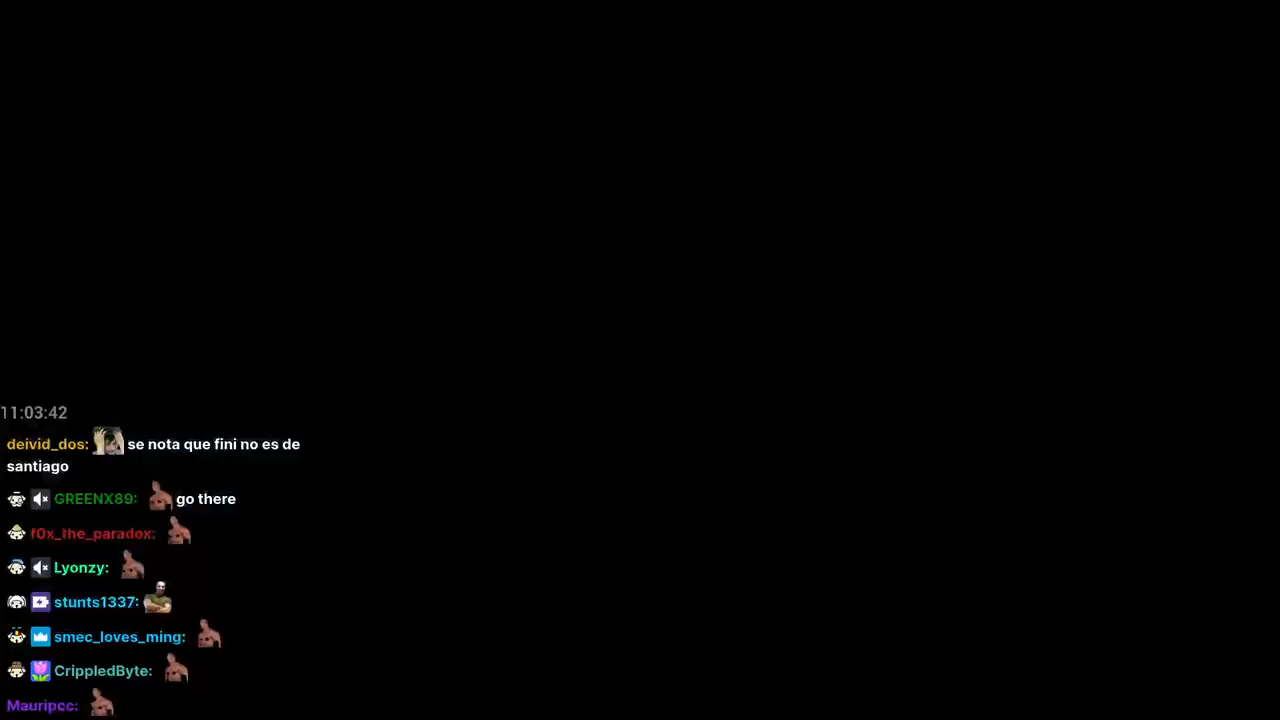 11:03:42
deivid_dos: se nota que fini no es de
santiago
GREENX89: go there
f0x_the_paradox:
Lyonzy:
stunts1337:
smec_loves_ming:
CrippledByte:
Mauripcc: